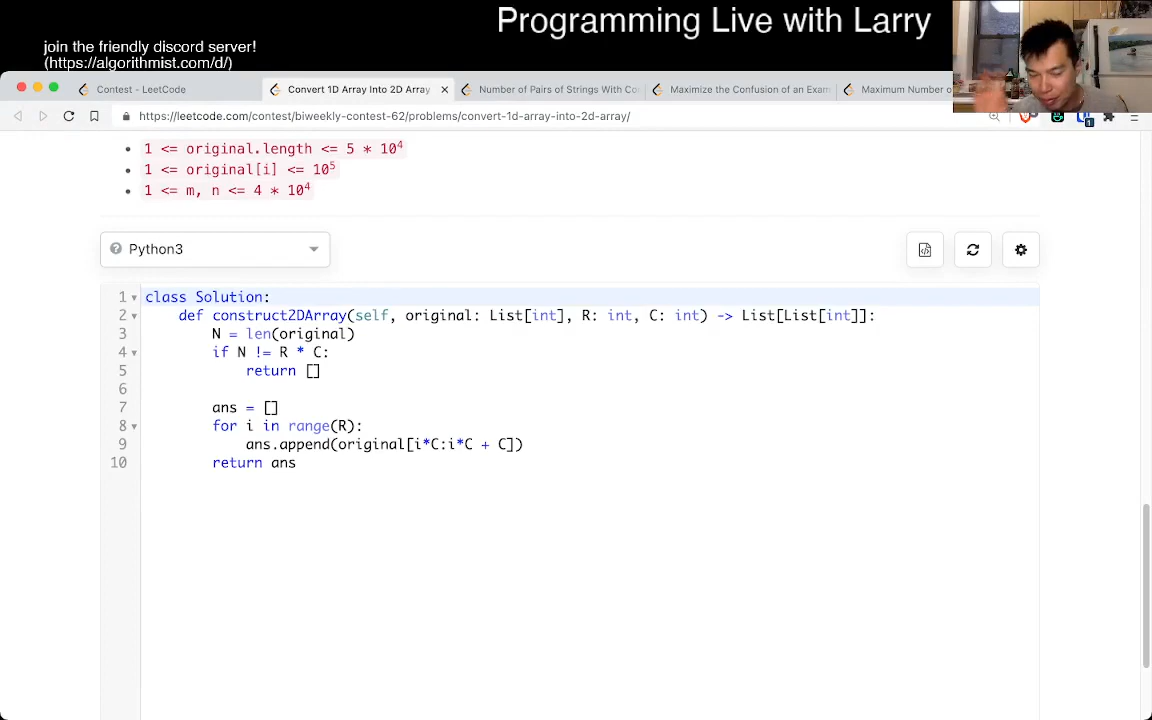 Programming Live with Larry
join the friendly discord server!
(https://algorithmist.com/d/)
Contest - LeetCode
Convert 1D Array Into 2D Array
Number of Pairs of Strings With Co
Maximize the Confusion of an Exam
Maximum Number o
https://leetcode.com/contest/biweekly-contest-62/problems/convert-1d-array-into-2d-array/
1
• 1 <= original.length <= 5 * 10⁴
• 1 <= original[i] <= 10⁵
• 1 <= m, n <= 4 * 10⁴
Python3
1 class Solution:
2 def construct2DArray(self, original: List[int], R: int, C: int) -> List[List[int]]:
3 N = len(original)
4 if N != R * C:
5 return []
6
7 ans = []
8 for i in range(R):
9 ans.append(original[i*C:i*C + C])
10 return ans